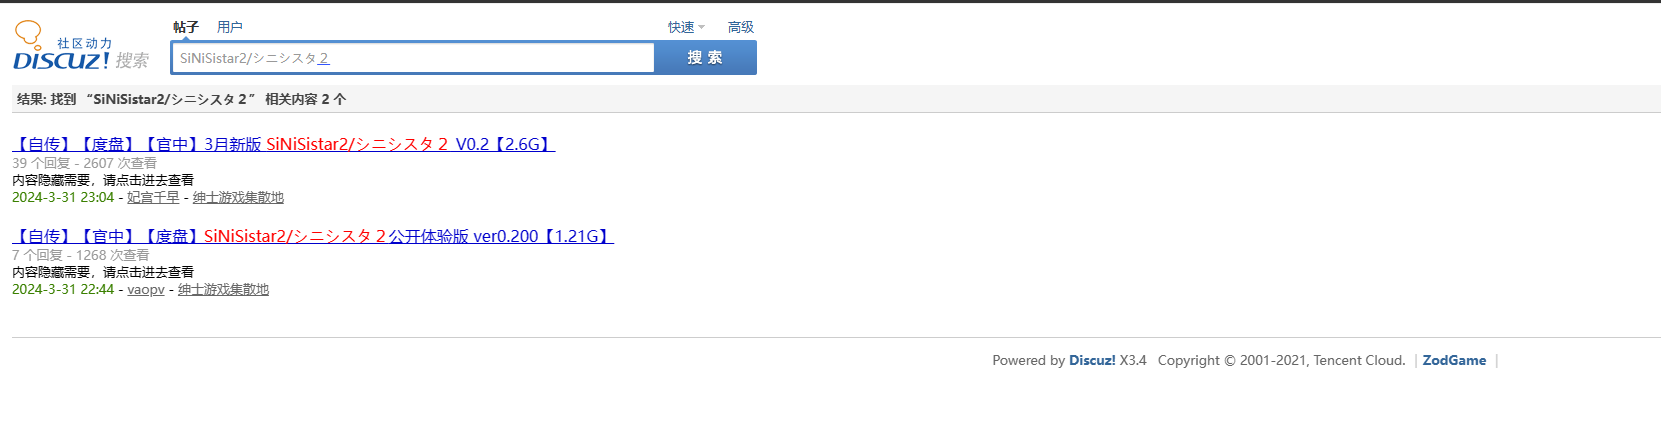 帖子 用户 快速 高级
社区动力
DISCUZ! 搜索
SiNiSistar2/シニシスタ２ 搜索
结果: 找到 “SiNiSistar2/シニシスタ２” 相关内容 2 个
【自传】【度盘】【官中】3月新版 SiNiSistar2/シニシスタ２ V0.2【2.6G】
39 个回复 - 2607 次查看
内容隐藏需要，请点击进去查看
2024-3-31 23:04 - 妃宫千早 - 绅士游戏集散地
【自传】【官中】【度盘】SiNiSistar2/シニシスタ２公开体验版 ver0.200【1.21G】
7 个回复 - 1268 次查看
内容隐藏需要，请点击进去查看
2024-3-31 22:44 - vaopv - 绅士游戏集散地
Powered by Discuz! X3.4 Copyright © 2001-2021, Tencent Cloud. | ZodGame |